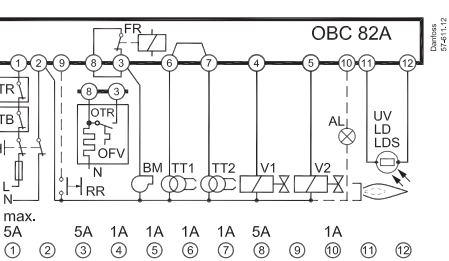 FR
OBC 82A
Danfoss
57-611.12
1 2 9 8 3 6 7 4 5 10 11 12
TR
TB
8 3
OTR
OFV
N
H
L
N
RR
BM TT1 TT2 V1 V2
AL
UV
LD
LDS
max.
5A 5A 1A 1A 1A 1A 5A 1A
1 2 3 4 5 6 7 8 9 10 11 12